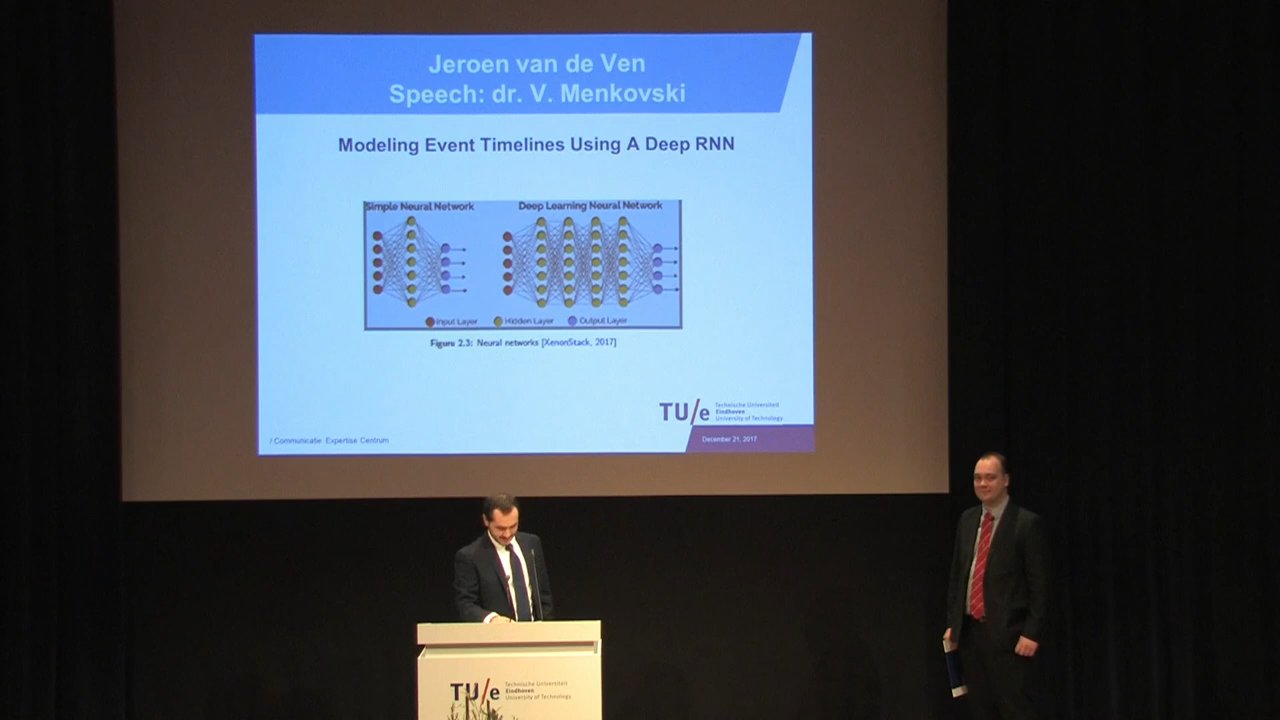 Jeroen van de Ven
Speech: dr. V. Menkovski
Modeling Event Timelines Using A Deep RNN
Simple Neural Network
Deep Learning Neural Network
Input Layer
Hidden Layer
Output Layer
Figure 2.3: Neural networks [XenonStack, 2017]
TU/e
Technische Universiteit
Eindhoven
University of Technology
/ Communicatie Expertise Centrum
December 21, 2017
TU/e
Technische Universiteit
Eindhoven
University of Technology